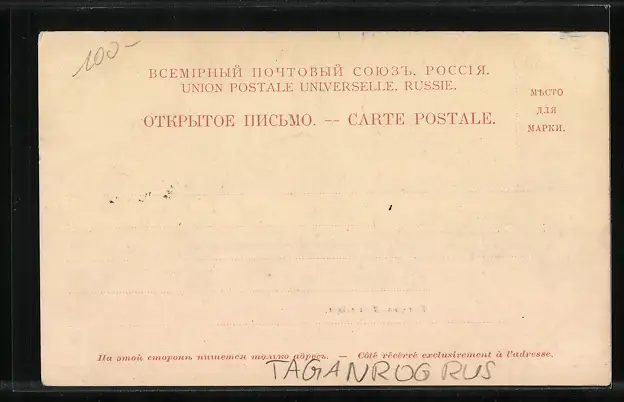 100-
ВСЕМІРНЫЙ ПОЧТОВЫЙ СОЮЗЪ. РОССІЯ.
UNION POSTALE UNIVERSELLE. RUSSIE.
ОТКРЫТОЕ ПИСЬМО. — CARTE POSTALE.
МѢСТО
ДЛЯ
МАРКИ.
На этой сторонѣ пишется только адресъ. — Côté réservé exclusivement à l'adresse.
TAGANROG RUS